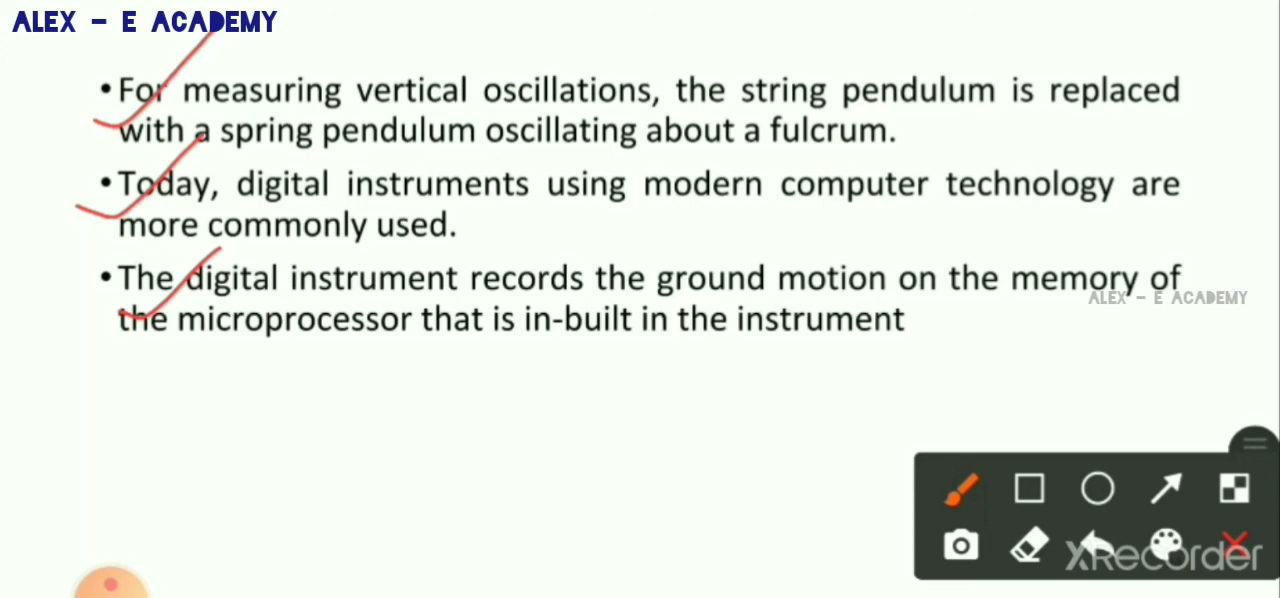 ALEX - E ACADEMY
• For measuring vertical oscillations, the string pendulum is replaced
with a spring pendulum oscillating about a fulcrum.
• Today, digital instruments using modern computer technology are
more commonly used.
• The digital instrument records the ground motion on the memory of
ALEX - E ACADEMY
the microprocessor that is in-built in the instrument
XRecorder